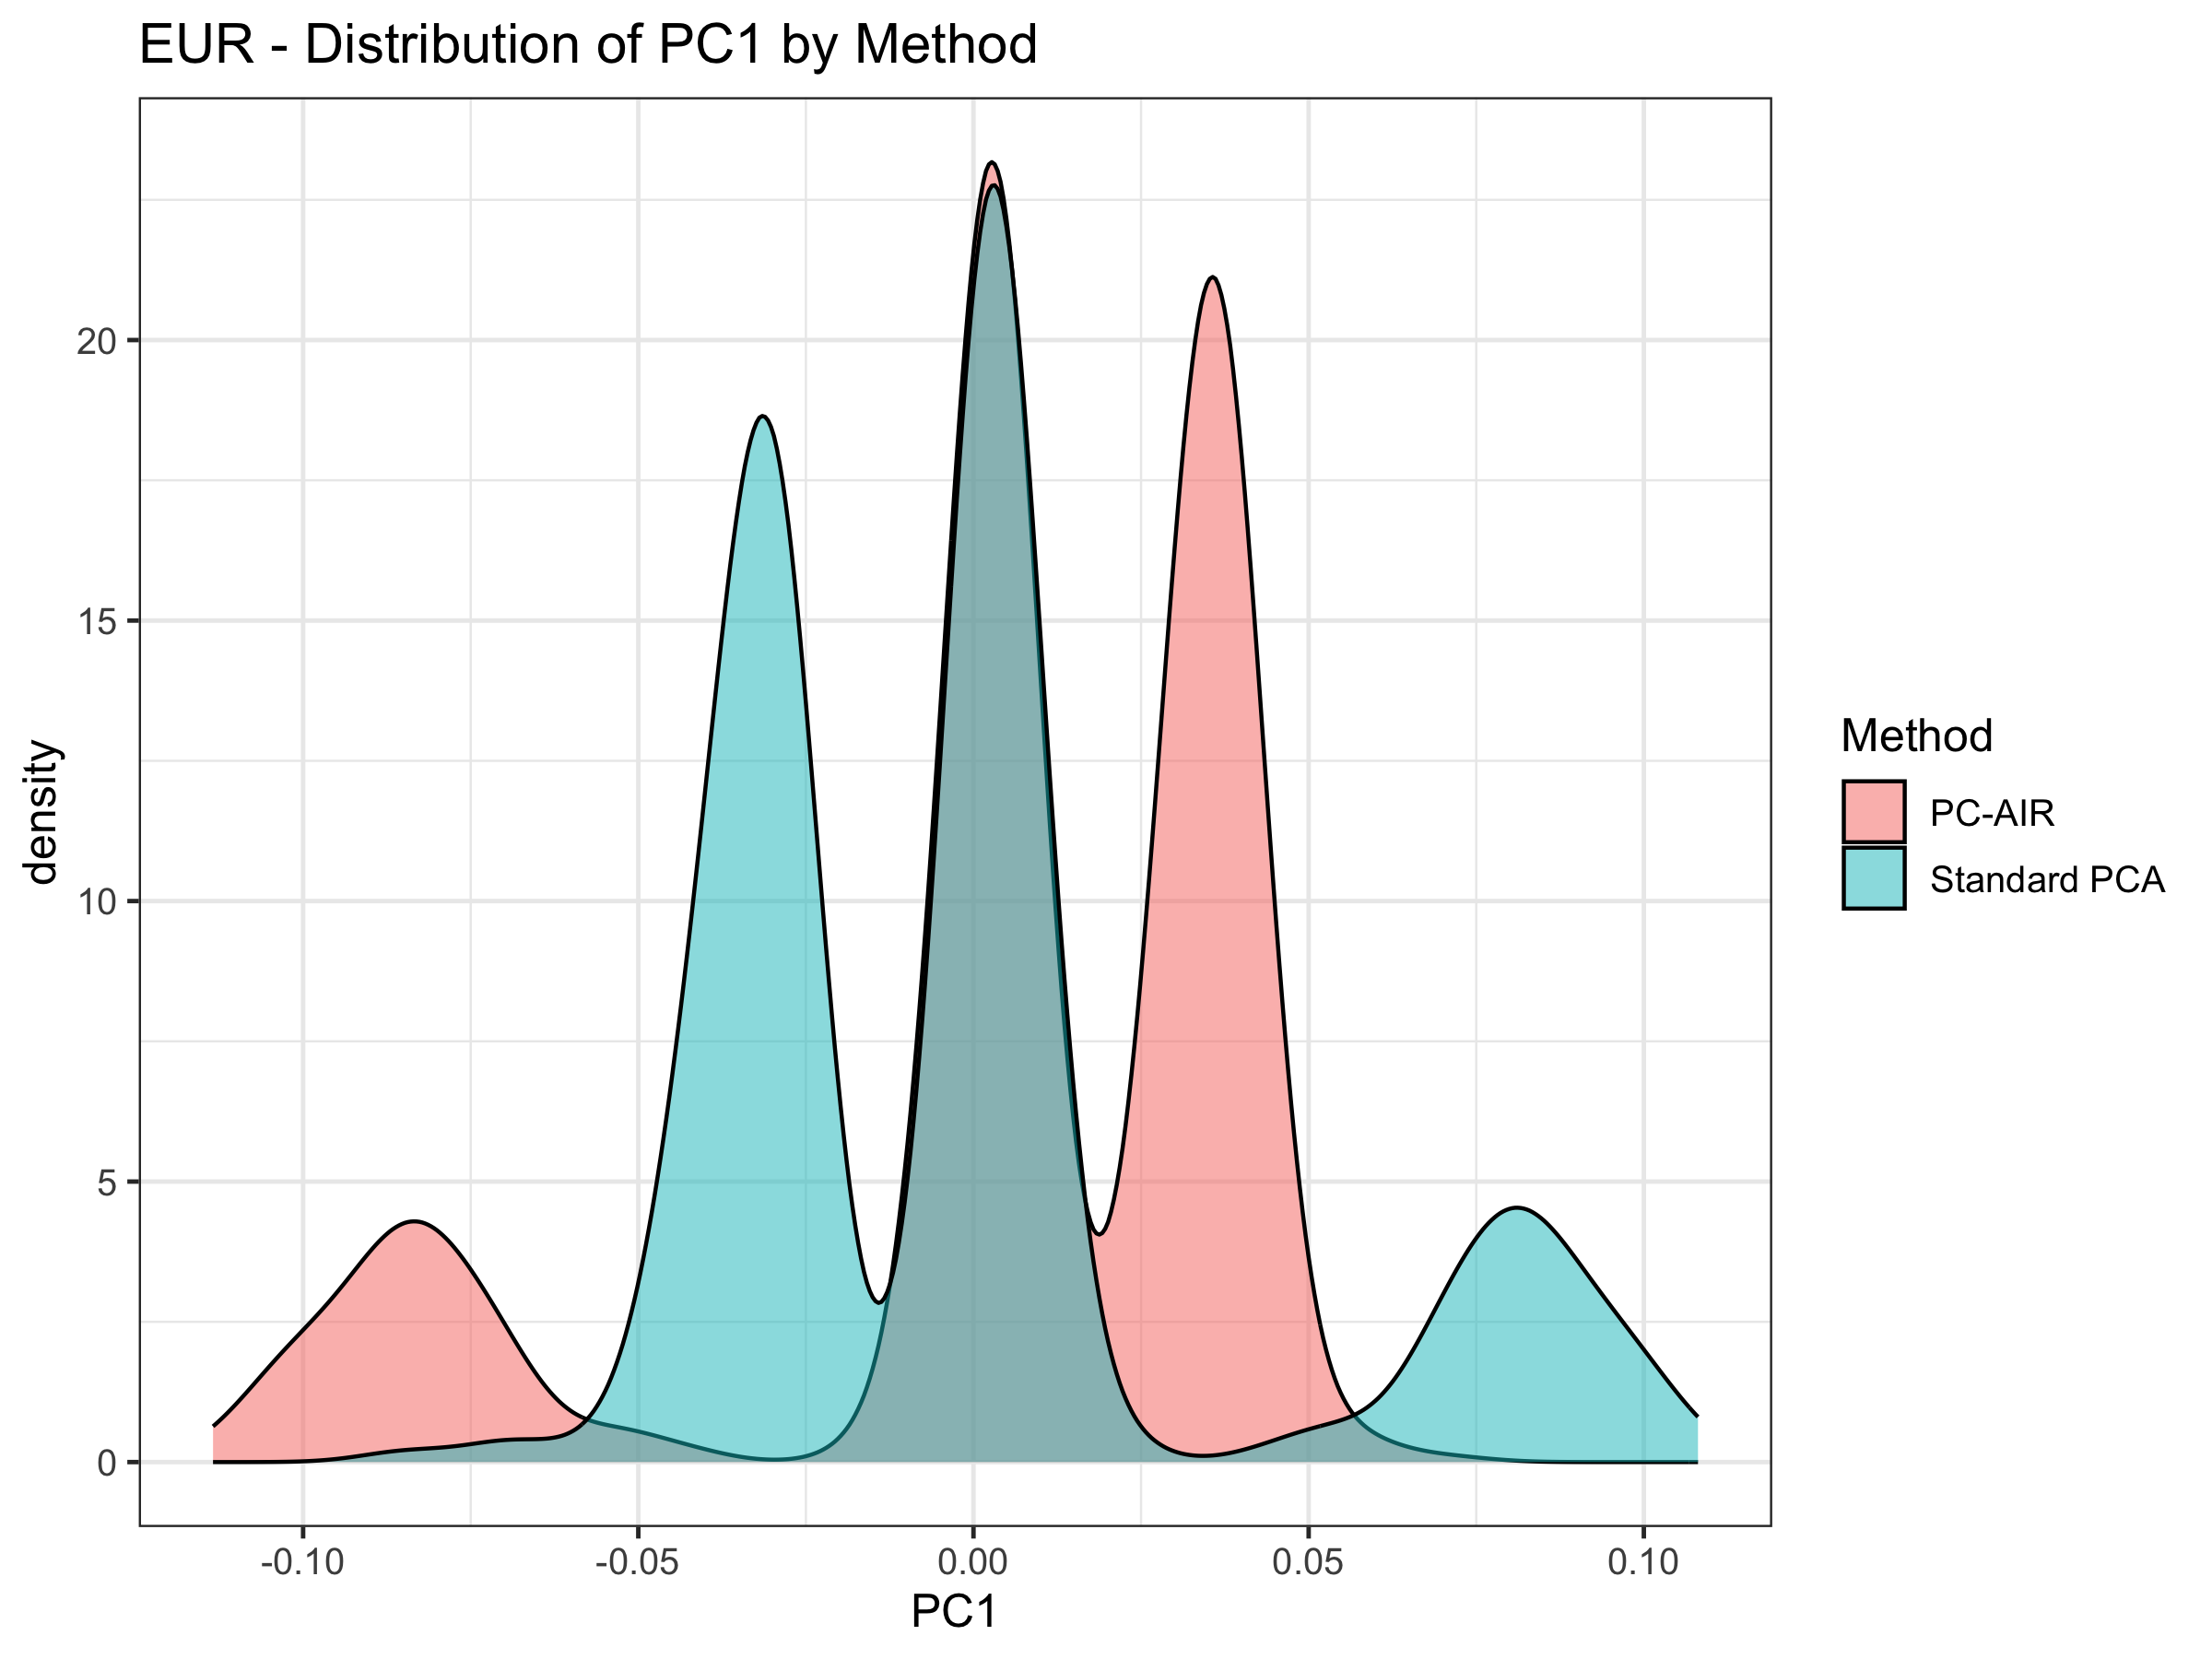 EUR - Distribution of PC1 by Method
density
20
15
10
5
0
-0.10
-0.05
0.00
0.05
0.10
PC1
Method
PC-AIR
Standard PCA